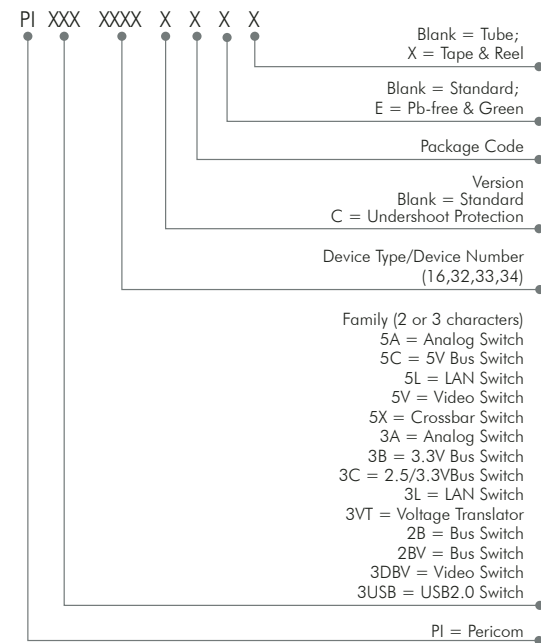 PI XXX XXXX X X X X
Blank = Tube;
X = Tape & Reel
Blank = Standard;
E = Pb-free & Green
Package Code
Version
Blank = Standard
C = Undershoot Protection
Device Type/Device Number
(16,32,33,34)
Family (2 or 3 characters)
5A = Analog Switch
5C = 5V Bus Switch
5L = LAN Switch
5V = Video Switch
5X = Crossbar Switch
3A = Analog Switch
3B = 3.3V Bus Switch
3C = 2.5/3.3VBus Switch
3L = LAN Switch
3VT = Voltage Translator
2B = Bus Switch
2BV = Bus Switch
3DBV = Video Switch
3USB = USB2.0 Switch
PI = Pericom